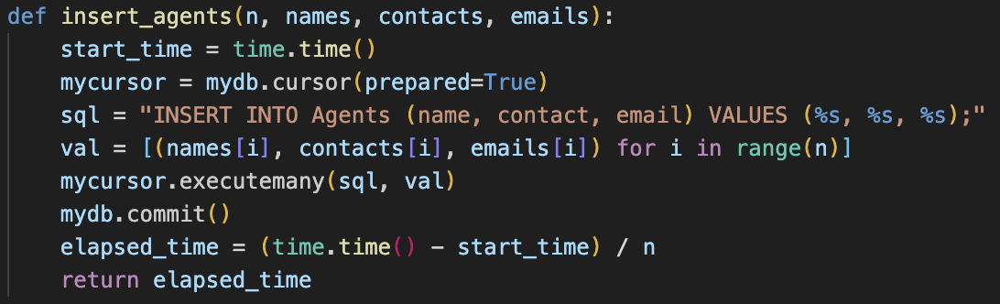 def insert_agents(n, names, contacts, emails):
    start_time = time.time()
    mycursor = mydb.cursor(prepared=True)
    sql = "INSERT INTO Agents (name, contact, email) VALUES (%s, %s, %s);"
    val = [(names[i], contacts[i], emails[i]) for i in range(n)]
    mycursor.executemany(sql, val)
    mydb.commit()
    elapsed_time = (time.time() - start_time) / n
    return elapsed_time